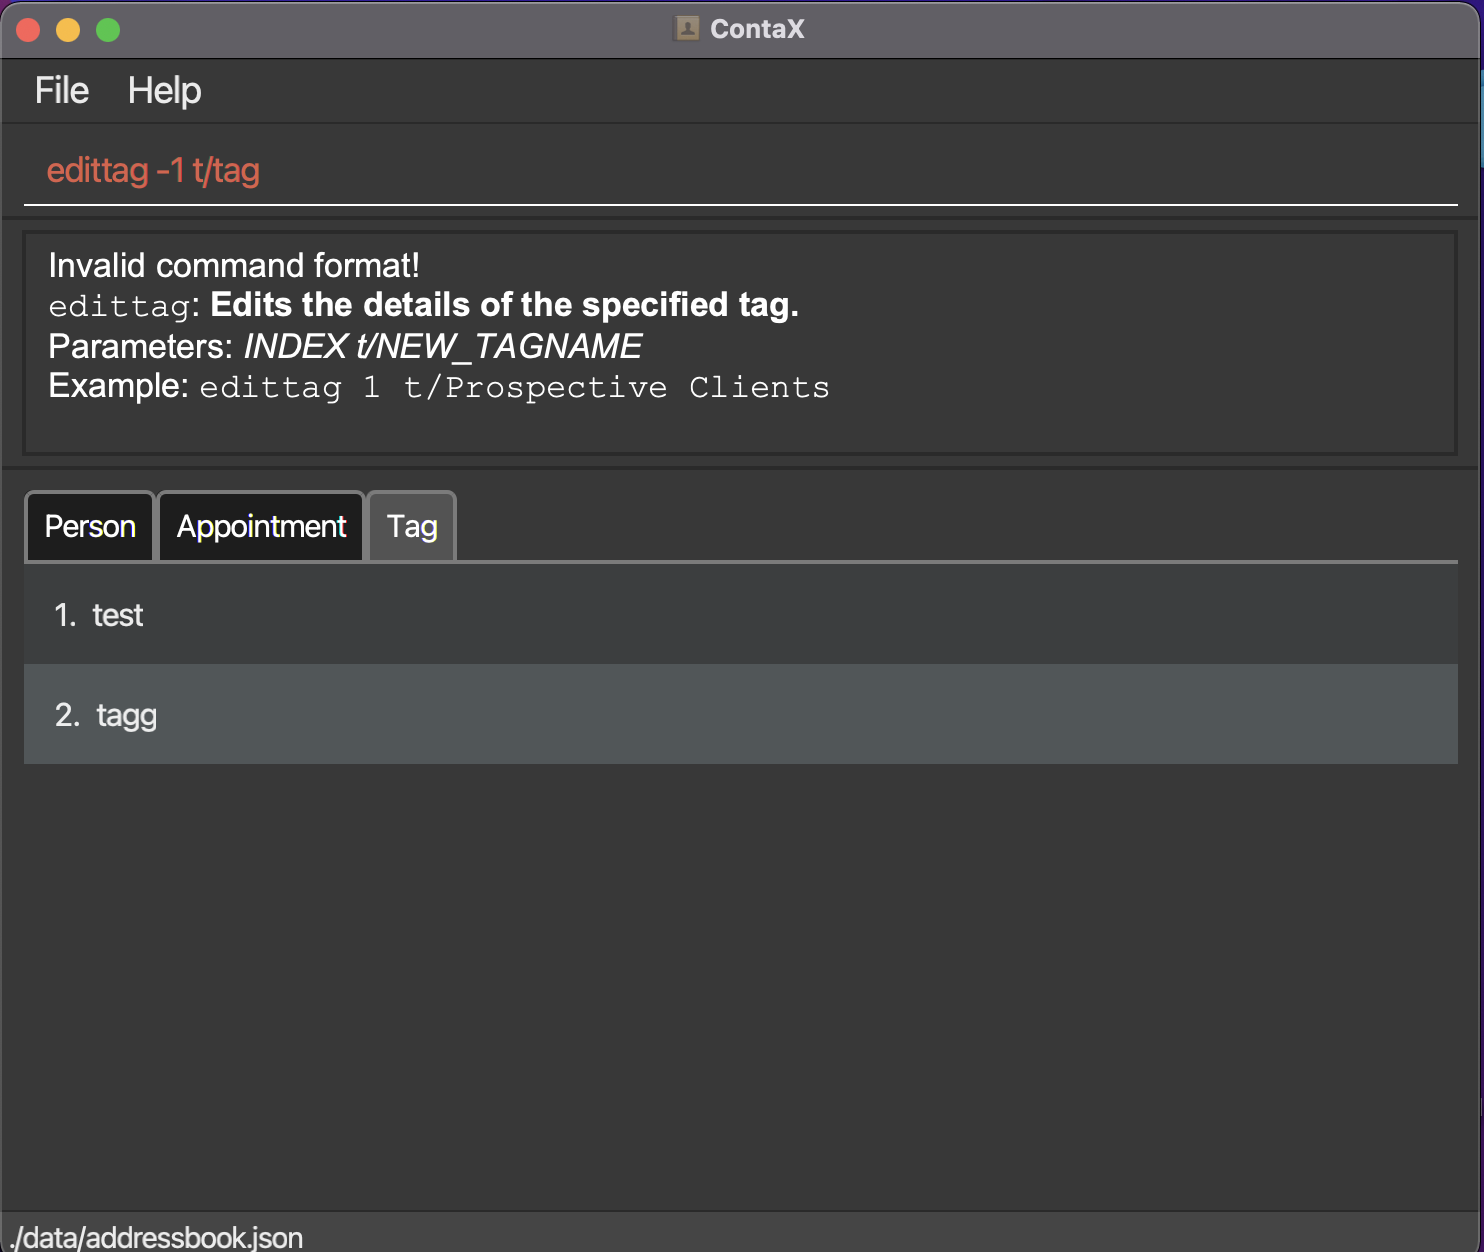 ContaX
File Help
edittag -1 t/tag
Invalid command format!
edittag: Edits the details of the specified tag.
Parameters: INDEX t/NEW_TAGNAME
Example: edittag 1 t/Prospective Clients
Person Appointment Tag
1. test
2. tagg
./data/addressbook.json